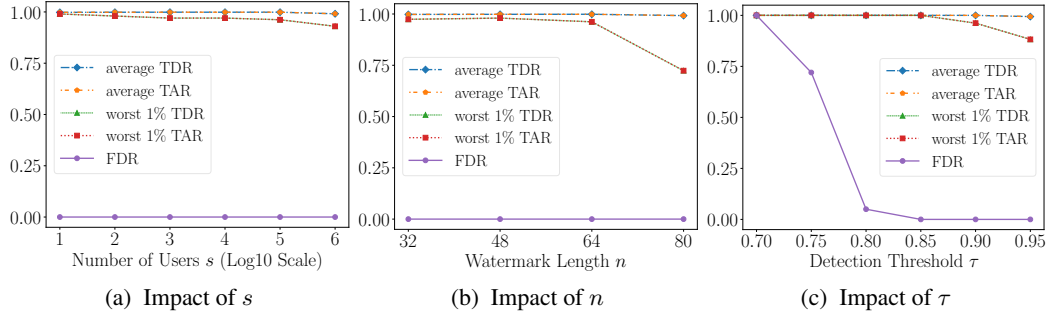 1.00
0.75
0.50
0.25
0.00
average TDR
average TAR
worst 1% TDR
worst 1% TAR
FDR
1 2 3 4 5 6
Number of Users s (Log10 Scale)
(a) Impact of s
1.00
0.75
0.50
0.25
0.00
average TDR
average TAR
worst 1% TDR
worst 1% TAR
FDR
32 48 64 80
Watermark Length n
(b) Impact of n
1.00
0.75
0.50
0.25
0.00
average TDR
average TAR
worst 1% TDR
worst 1% TAR
FDR
0.70 0.75 0.80 0.85 0.90 0.95
Detection Threshold τ
(c) Impact of τ